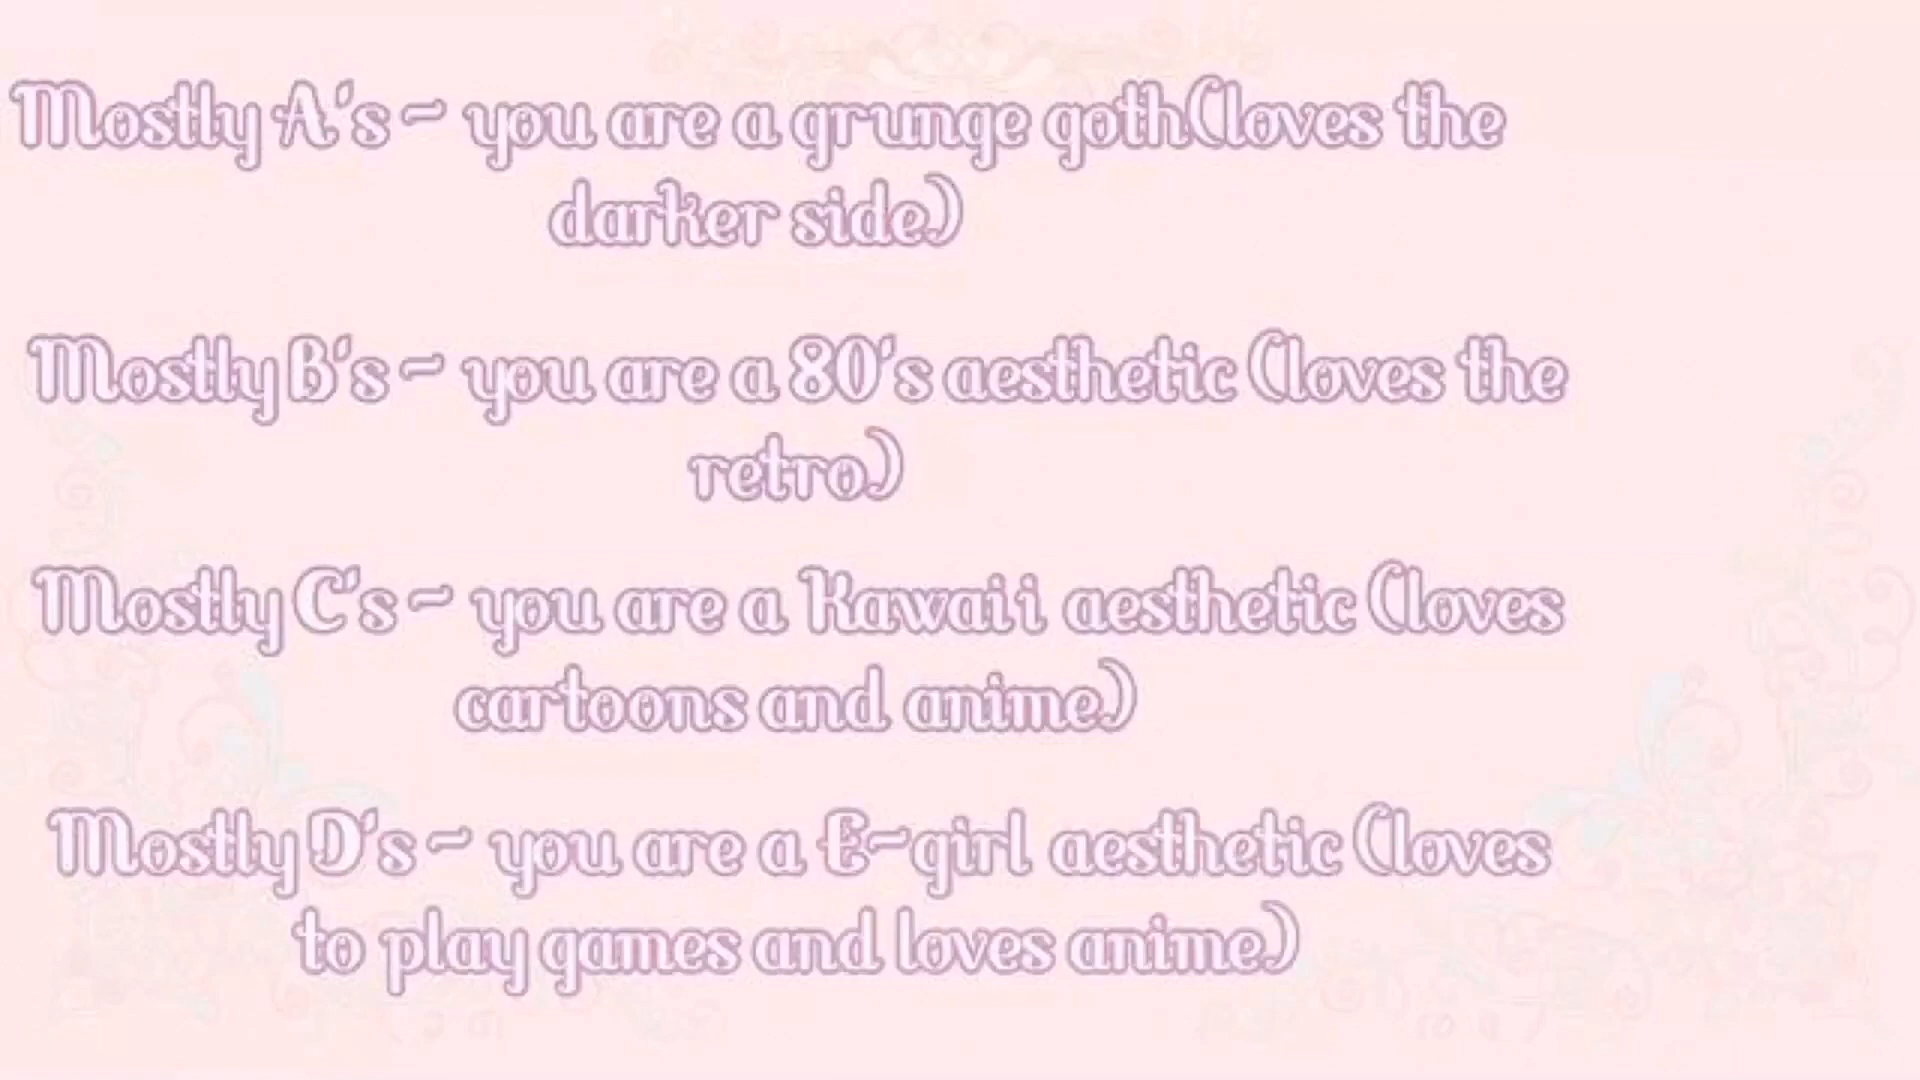 Mostly A's - you are a grunge goth(loves the
darker side)
Mostly B's - you are a 80's aesthetic (loves the
retro)
Mostly C's - you are a Kawaii aesthetic (loves
cartoons and anime)
Mostly D's - you are a E-girl aesthetic (loves
to play games and loves anime)